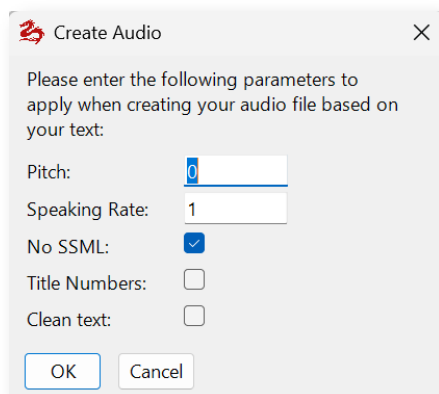 Create Audio
Please enter the following parameters to
apply when creating your audio file based on
your text:
Pitch: 0
Speaking Rate: 1
No SSML:
Title Numbers:
Clean text:
OK Cancel